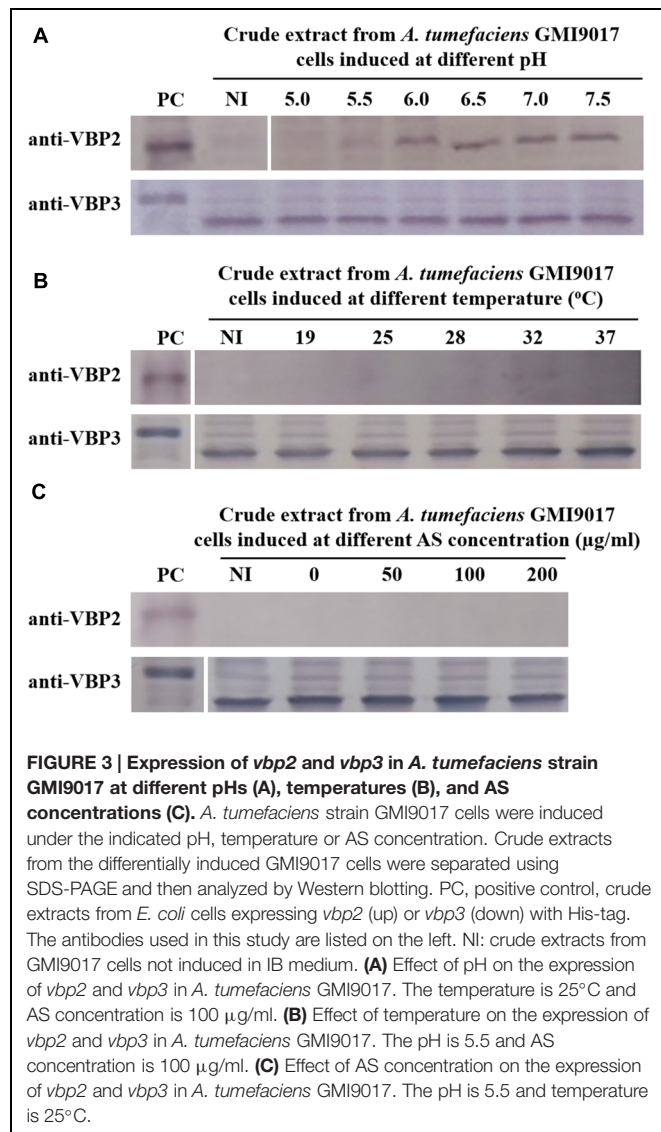 A
Crude extract from A. tumefaciens GMI9017
cells induced at different pH
PC NI 5.0 5.5 6.0 6.5 7.0 7.5
anti-VBP2
anti-VBP3
B
Crude extract from A. tumefaciens GMI9017
cells induced at different temperature (ºC)
PC NI 19 25 28 32 37
anti-VBP2
anti-VBP3
C
Crude extract from A. tumefaciens GMI9017
cells induced at different AS concentration (µg/ml)
PC NI 0 50 100 200
anti-VBP2
anti-VBP3
FIGURE 3 | Expression of vbp2 and vbp3 in A. tumefaciens strain
GMI9017 at different pHs (A), temperatures (B), and AS
concentrations (C). A. tumefaciens strain GMI9017 cells were induced
under the indicated pH, temperature or AS concentration. Crude extracts
from the differentially induced GMI9017 cells were separated using
SDS-PAGE and then analyzed by Western blotting. PC, positive control, crude
extracts from E. coli cells expressing vbp2 (up) or vbp3 (down) with His-tag.
The antibodies used in this study are listed on the left. NI: crude extracts from
GMI9017 cells not induced in IB medium. (A) Effect of pH on the expression
of vbp2 and vbp3 in A. tumefaciens GMI9017. The temperature is 25°C and
AS concentration is 100 µg/ml. (B) Effect of temperature on the expression of
vbp2 and vbp3 in A. tumefaciens GMI9017. The pH is 5.5 and AS
concentration is 100 µg/ml. (C) Effect of AS concentration on the expression
of vbp2 and vbp3 in A. tumefaciens GMI9017. The pH is 5.5 and temperature
is 25°C.